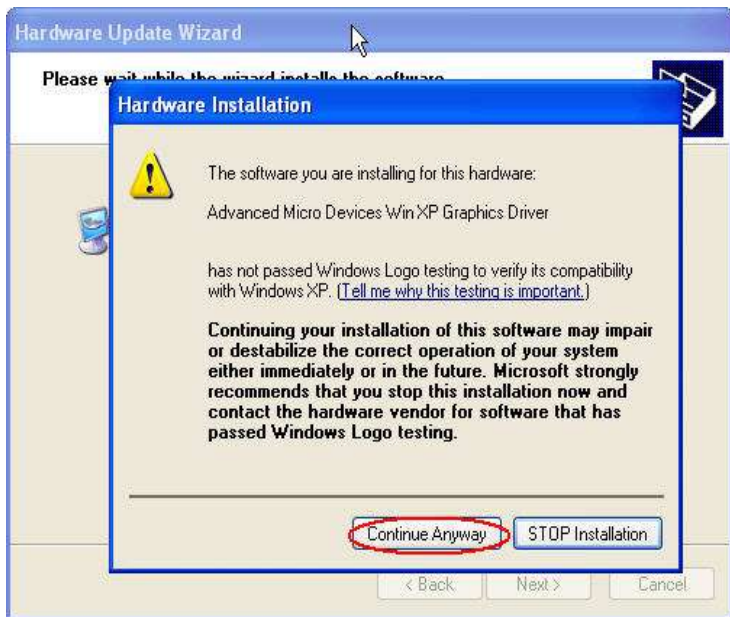 Hardware Update Wizard
Please wait while the wizard installs the software
Hardware Installation
The software you are installing for this hardware:
Advanced Micro Devices Win XP Graphics Driver
has not passed Windows Logo testing to verify its compatibility
with Windows XP. (Tell me why this testing is important.)
Continuing your installation of this software may impair
or destabilize the correct operation of your system
either immediately or in the future. Microsoft strongly
recommends that you stop this installation now and
contact the hardware vendor for software that has
passed Windows Logo testing.
Continue Anyway STOP Installation
< Back Next > Cancel